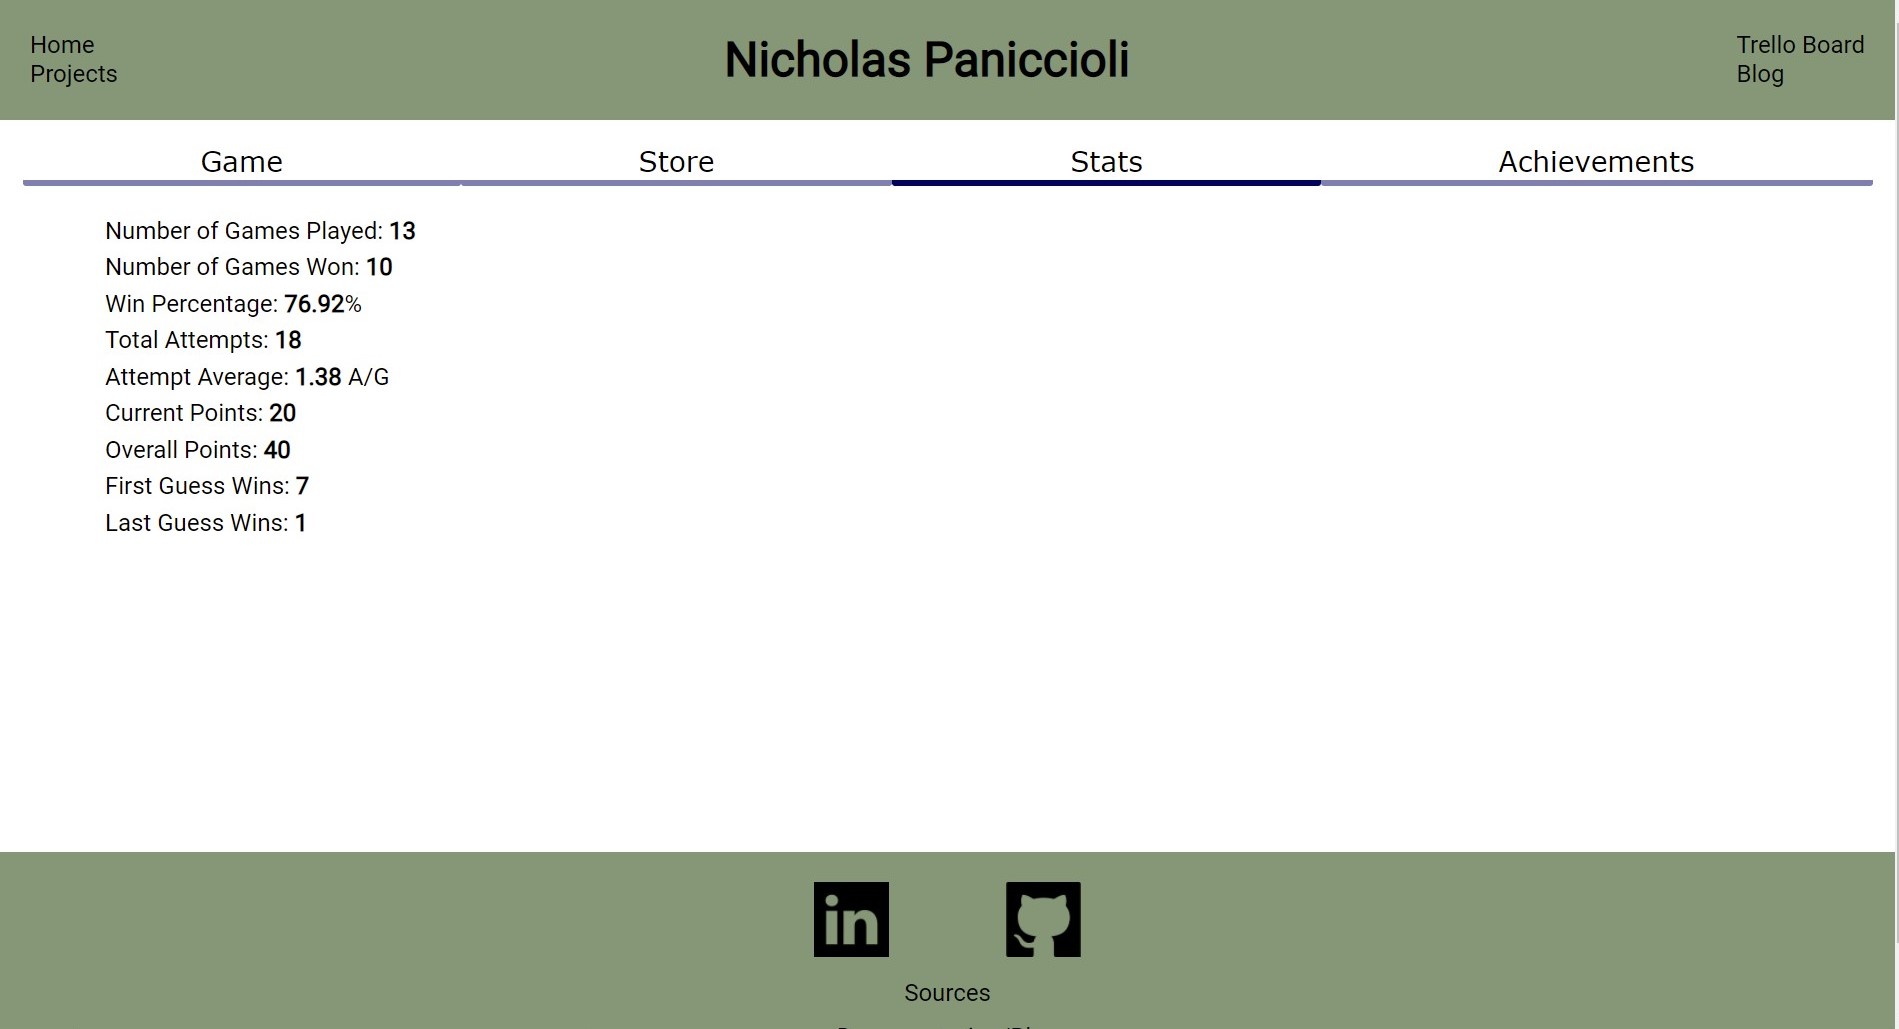 Home
Projects
Nicholas Paniccioli
Trello Board
Blog
Game
Store
Stats
Achievements
Number of Games Played: 13
Number of Games Won: 10
Win Percentage: 76.92%
Total Attempts: 18
Attempt Average: 1.38 A/G
Current Points: 20
Overall Points: 40
First Guess Wins: 7
Last Guess Wins: 1
in
Sources